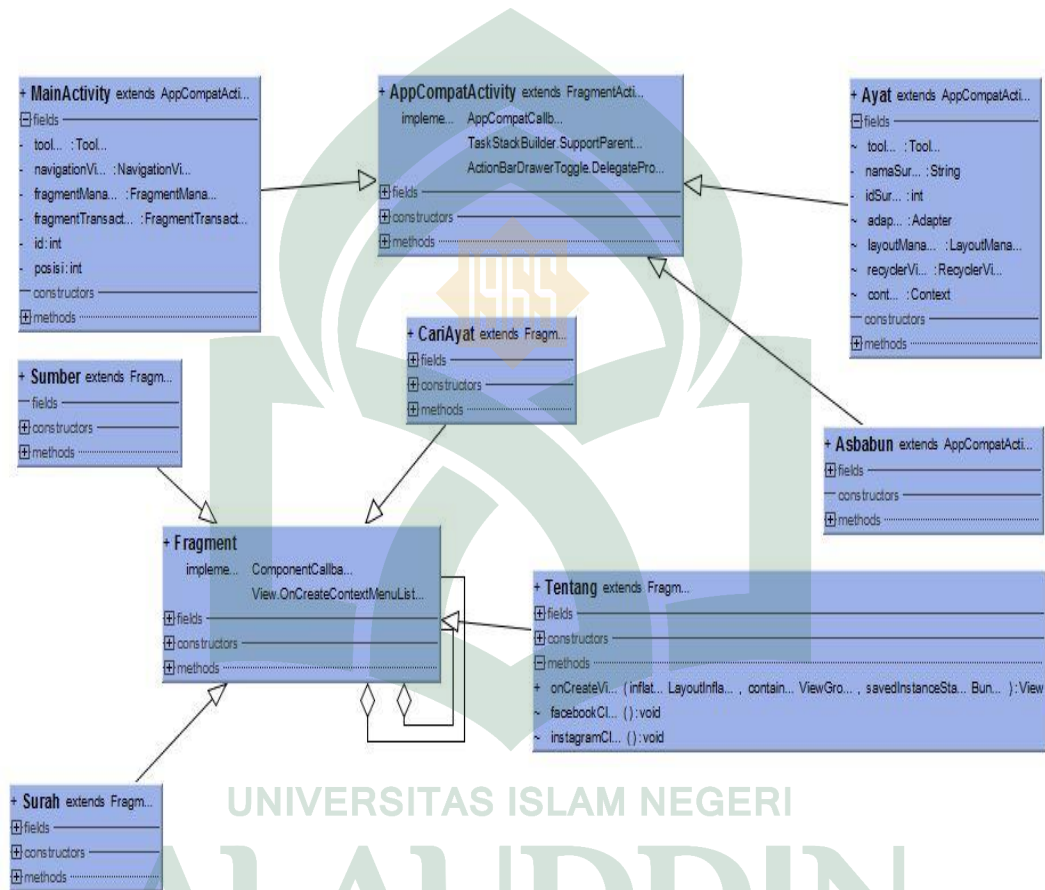 + MainActivity extends AppCompatActi...
fields
- tool... :Tool...
- navigationVi... :NavigationVi...
- fragmentMana... :FragmentMana...
- fragmentTransact... :FragmentTransact...
- id:int
- posisi:int
constructors
methods
+ AppCompatActivity extends FragmentActi...
impleme... AppCompatCallb...
TaskStackBuilder.SupportParent...
ActionBarDrawerToggle.DelegatePro...
fields
constructors
methods
+ Ayat extends AppCompatActi...
fields
~ tool... :Tool...
- namaSur... :String
- idSur... :int
~ adap... :Adapter
~ layoutMana... :LayoutMana...
~ recyclerVi... :RecyclerVi...
~ cont... :Context
constructors
methods
1965
+ CariAyat extends Fragm...
fields
constructors
methods
+ Sumber extends Fragm...
fields
constructors
methods
+ Asbabun extends AppCompatActi...
fields
constructors
methods
+ Fragment
impleme... ComponentCallba...
View.OnCreateContextMenuList...
fields
constructors
methods
+ Tentang extends Fragm...
fields
constructors
methods
+ onCreateVi... (inflat... LayoutInfla... , contain... ViewGro... , savedInstanceSta... Bun... ):View
~ facebookCl... ():void
~ instagramCl... ():void
+ Surah extends Fragm...
fields
constructors
methods
UNIVERSITAS ISLAM NEGERI
ALAUDDIN